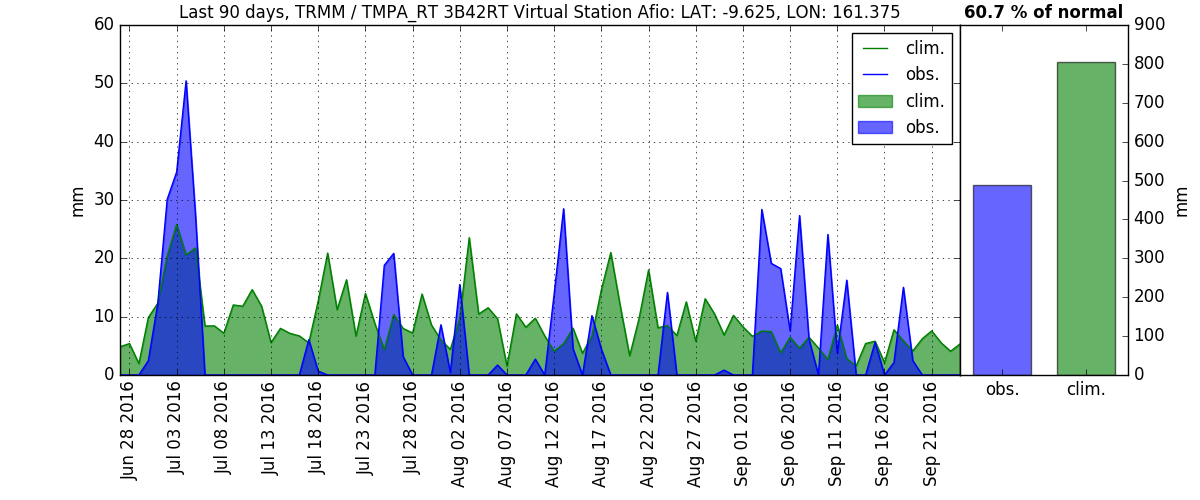 Last 90 days, TRMM / TMPA_RT 3B42RT Virtual Station Afio: LAT: -9.625, LON: 161.375
60.7 % of normal
60
50
40
30
20
10
0
mm
clim.
obs.
clim.
obs.
Jun 28 2016
Jul 03 2016
Jul 08 2016
Jul 13 2016
Jul 18 2016
Jul 23 2016
Jul 28 2016
Aug 02 2016
Aug 07 2016
Aug 12 2016
Aug 17 2016
Aug 22 2016
Aug 27 2016
Sep 01 2016
Sep 06 2016
Sep 11 2016
Sep 16 2016
Sep 21 2016
900
800
700
600
500
400
300
200
100
0
mm
obs.
clim.